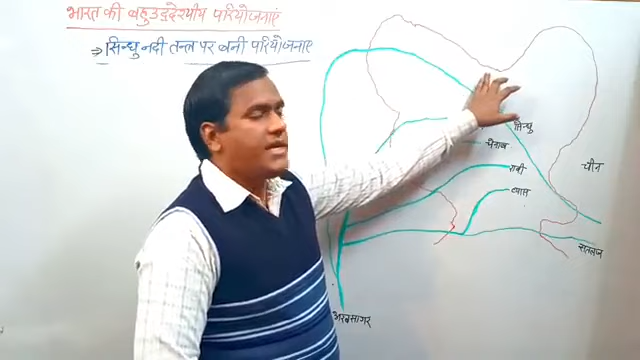 भारत की बहुउद्देश्यीय परियोजनाएं
→ सिन्धु नदी तन्त्र पर बनी परियोजनाएं
सिन्धु
चेनाब
रावी
चीन
व्यास
सतलज
अरबसागर